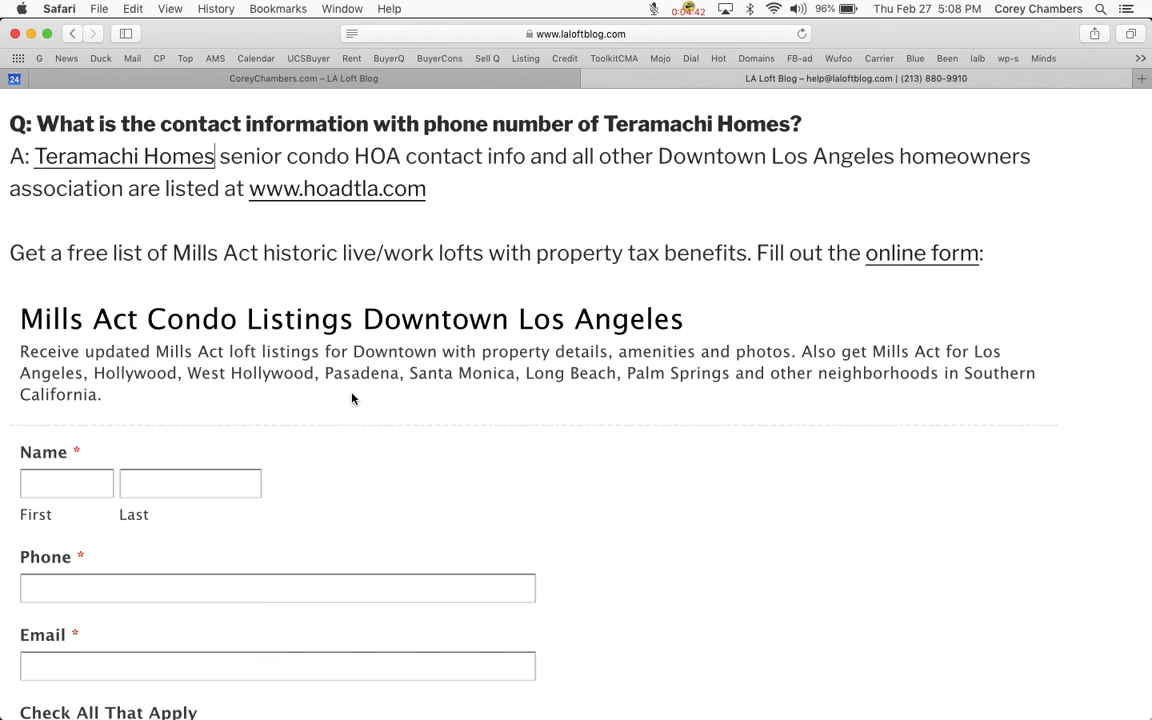 Safari File Edit View History Bookmarks Window Help 0:04:42 96% Thu Feb 27 5:08 PM Corey Chambers
www.laloftblog.com
G News Duck Mail CP Top AMS Calendar UCSBuyer Rent BuyerQ BuyerCons Sell Q Listing Credit ToolkitCMA Mojo Dial Hot Domains FB-ad Wufoo Carrier Blue Been lalb wp-s Minds >>
24 CoreyChambers.com – LA Loft Blog LA Loft Blog – help@laloftblog.com | (213) 880-9910 +
Q: What is the contact information with phone number of Teramachi Homes?
A: Teramachi Homes senior condo HOA contact info and all other Downtown Los Angeles homeowners
association are listed at www.hoadtla.com
Get a free list of Mills Act historic live/work lofts with property tax benefits. Fill out the online form:
Mills Act Condo Listings Downtown Los Angeles
Receive updated Mills Act loft listings for Downtown with property details, amenities and photos. Also get Mills Act for Los
Angeles, Hollywood, West Hollywood, Pasadena, Santa Monica, Long Beach, Palm Springs and other neighborhoods in Southern
California.
Name *
First Last
Phone *
Email *
Check All That Apply